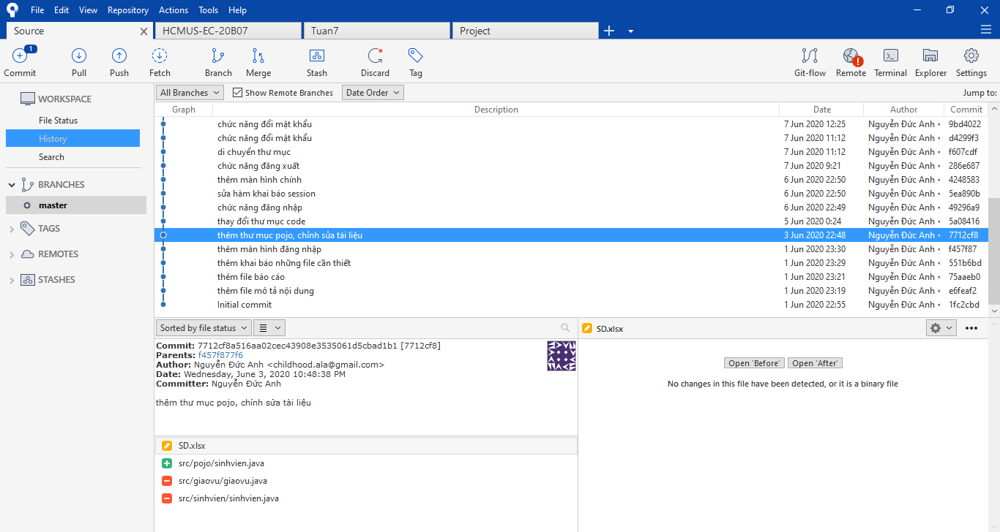 File Edit View Repository Actions Tools Help
Source HCMUS-EC-20B07 Tuan7 Project
1
Commit Pull Push Fetch Branch Merge Stash Discard Tag Git-flow Remote Terminal Explorer Settings
WORKSPACE
File Status
History
Search
BRANCHES
master
TAGS
REMOTES
STASHES
All Branches Show Remote Branches Date Order Jump to:
Graph Description Date Author Commit
chức năng đổi mật khẩu 7 Jun 2020 12:25 Nguyễn Đức Anh < 9bd4022
chức năng đổi mật khẩu 7 Jun 2020 11:12 Nguyễn Đức Anh < d4299f3
di chuyển thư mục 7 Jun 2020 11:12 Nguyễn Đức Anh < f607cdf
chức năng đăng xuất 7 Jun 2020 9:21 Nguyễn Đức Anh < 286e687
thêm màn hình chính 6 Jun 2020 22:50 Nguyễn Đức Anh < 4248583
sửa hàm khai báo session 6 Jun 2020 22:50 Nguyễn Đức Anh < 5ea890b
chức năng đăng nhập 6 Jun 2020 22:49 Nguyễn Đức Anh < 49296a9
thay đổi thư mục code 5 Jun 2020 0:24 Nguyễn Đức Anh < 5a08416
thêm thư mục pojo, chỉnh sửa tài liệu 3 Jun 2020 22:48 Nguyễn Đức Anh < 7712cf8
thêm màn hình đăng nhập 1 Jun 2020 23:30 Nguyễn Đức Anh < f457f87
thêm khai báo những file cần thiết 1 Jun 2020 23:29 Nguyễn Đức Anh < 551b6bd
thêm file báo cáo 1 Jun 2020 23:21 Nguyễn Đức Anh < 75aaeb0
thêm file mô tả nội dung 1 Jun 2020 23:19 Nguyễn Đức Anh < e6feaf2
Initial commit 1 Jun 2020 22:55 Nguyễn Đức Anh < 1fc2cbd
Sorted by file status
Commit: 7712cf8a516aa02cec43908e3535061d5cbad1b1 [7712cf8]
Parents: f457f877f6
Author: Nguyễn Đức Anh <childhood.ala@gmail.com>
Date: Wednesday, June 3, 2020 10:48:38 PM
Committer: Nguyễn Đức Anh
thêm thư mục pojo, chỉnh sửa tài liệu
SD.xlsx
src/pojo/sinhvien.java
src/giaovu/giaovu.java
src/sinhvien/sinhvien.java
SD.xlsx
Open 'Before' Open 'After'
No changes in this file have been detected, or it is a binary file